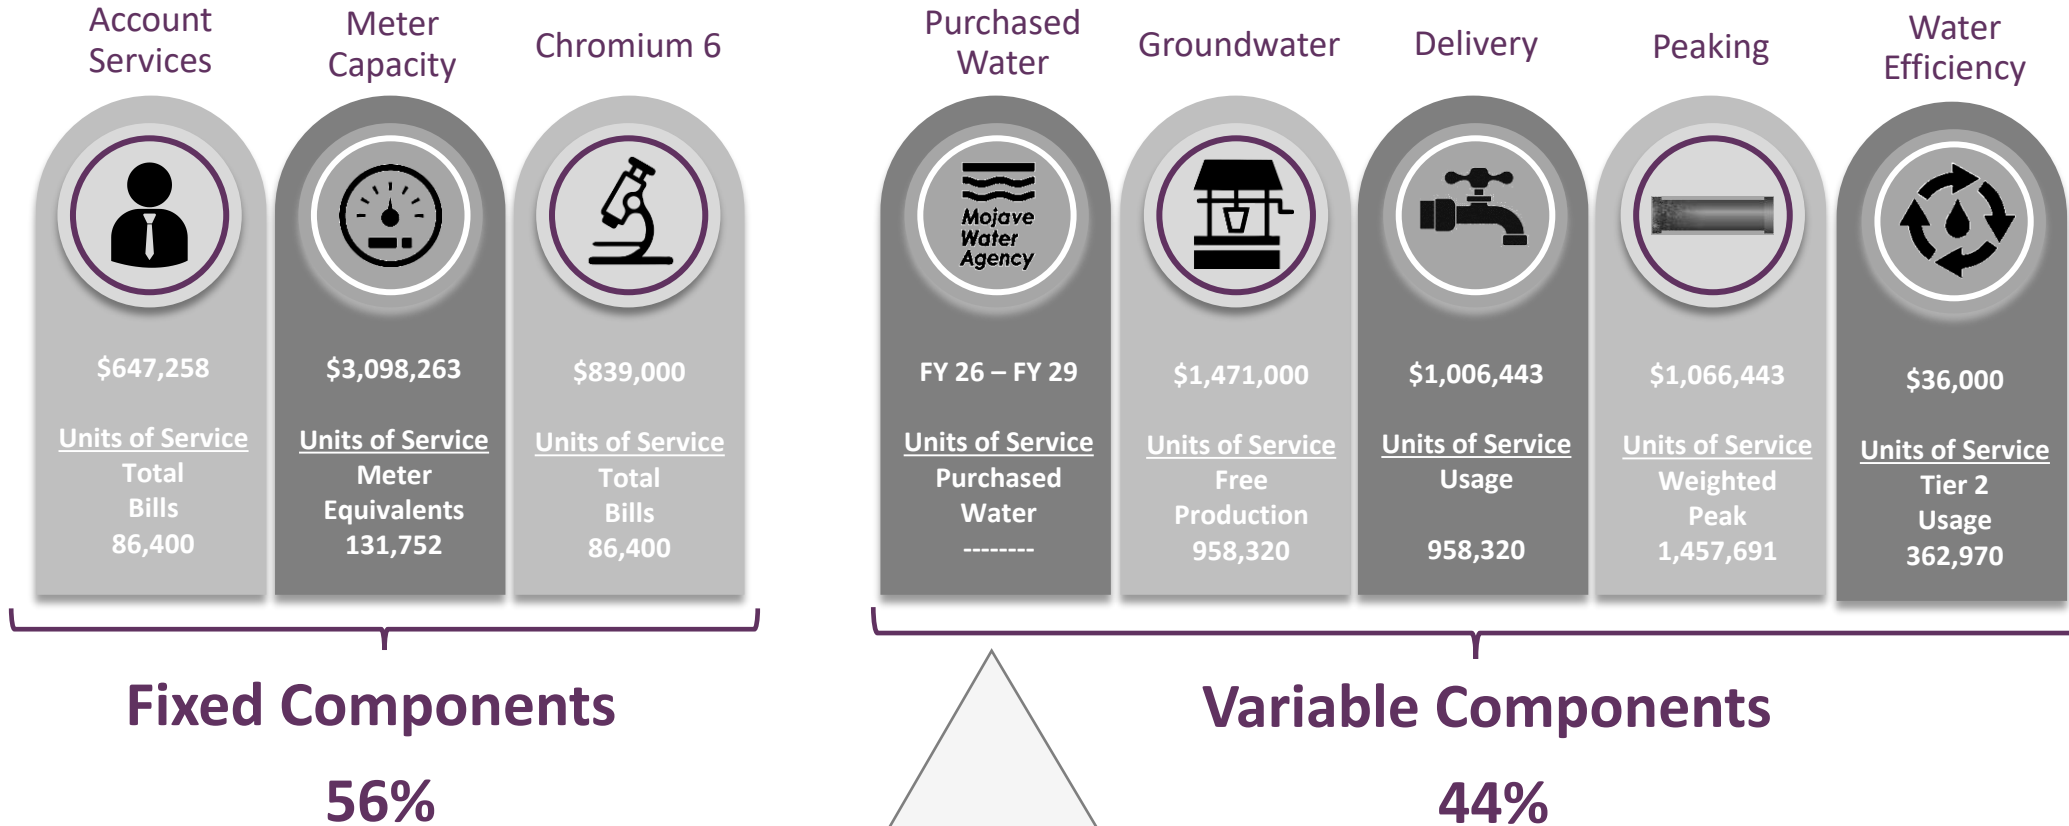 Account
Services
$647,258
Units of Service
Total
Bills
86,400
Meter
Capacity
$3,098,263
Units of Service
Meter
Equivalents
131,752
Chromium 6
$839,000
Units of Service
Total
Bills
86,400
Fixed Components
56%
Purchased
Water
Mojave
Water
Agency
FY 26 – FY 29
Units of Service
Purchased
Water
--------
Groundwater
$1,471,000
Units of Service
Free
Production
958,320
Delivery
$1,006,443
Units of Service
Usage
958,320
Peaking
$1,066,443
Units of Service
Weighted
Peak
1,457,691
Water
Efficiency
$36,000
Units of Service
Tier 2
Usage
362,970
Variable Components
44%